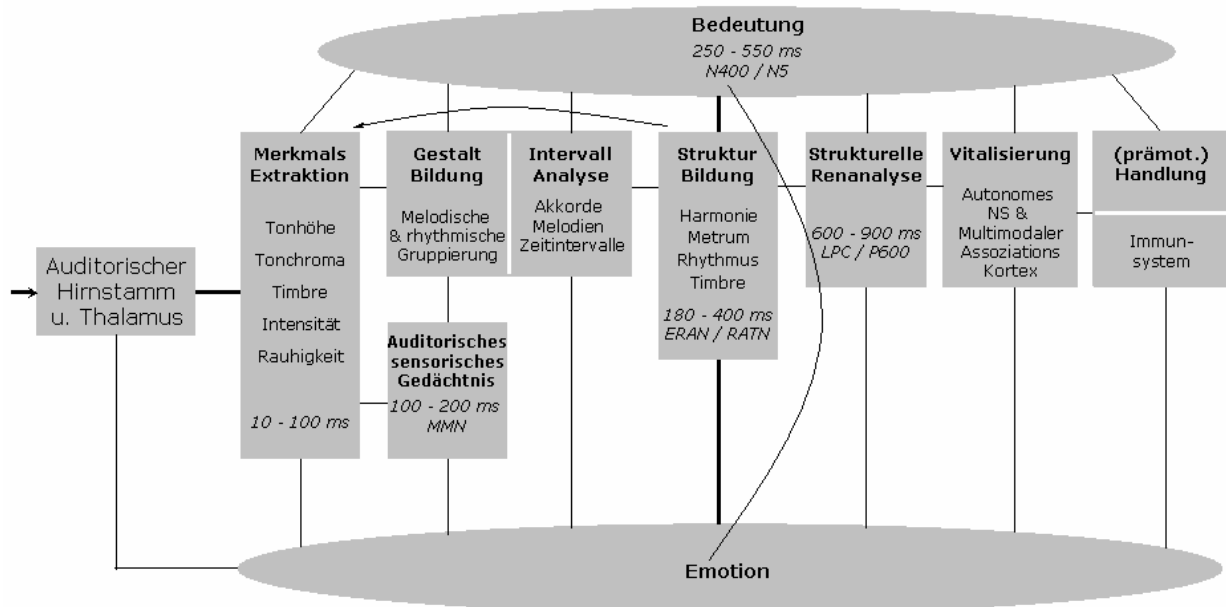 Bedeutung
250 - 550 ms
N400 / N5
Merkmals
Extraktion
Tonhöhe
Tonchroma
Timbre
Intensität
Rauhigkeit
10 - 100 ms
Gestalt
Bildung
Melodische
& rhythmische
Gruppierung
Intervall
Analyse
Akkorde
Melodien
Zeitintervalle
Struktur
Bildung
Harmonie
Metrum
Rhythmus
Timbre
180 - 400 ms
ERAN / RATN
Strukturelle
Renanalyse
600 - 900 ms
LPC / P600
Vitalisierung
Autonomes
NS &
Multimodaler
Assoziations
Kortex
(prämot.)
Handlung
Immun-
system
Auditorischer
Hirnstamm
u. Thalamus
Auditorisches
sensorisches
Gedächtnis
100 - 200 ms
MMN
Emotion